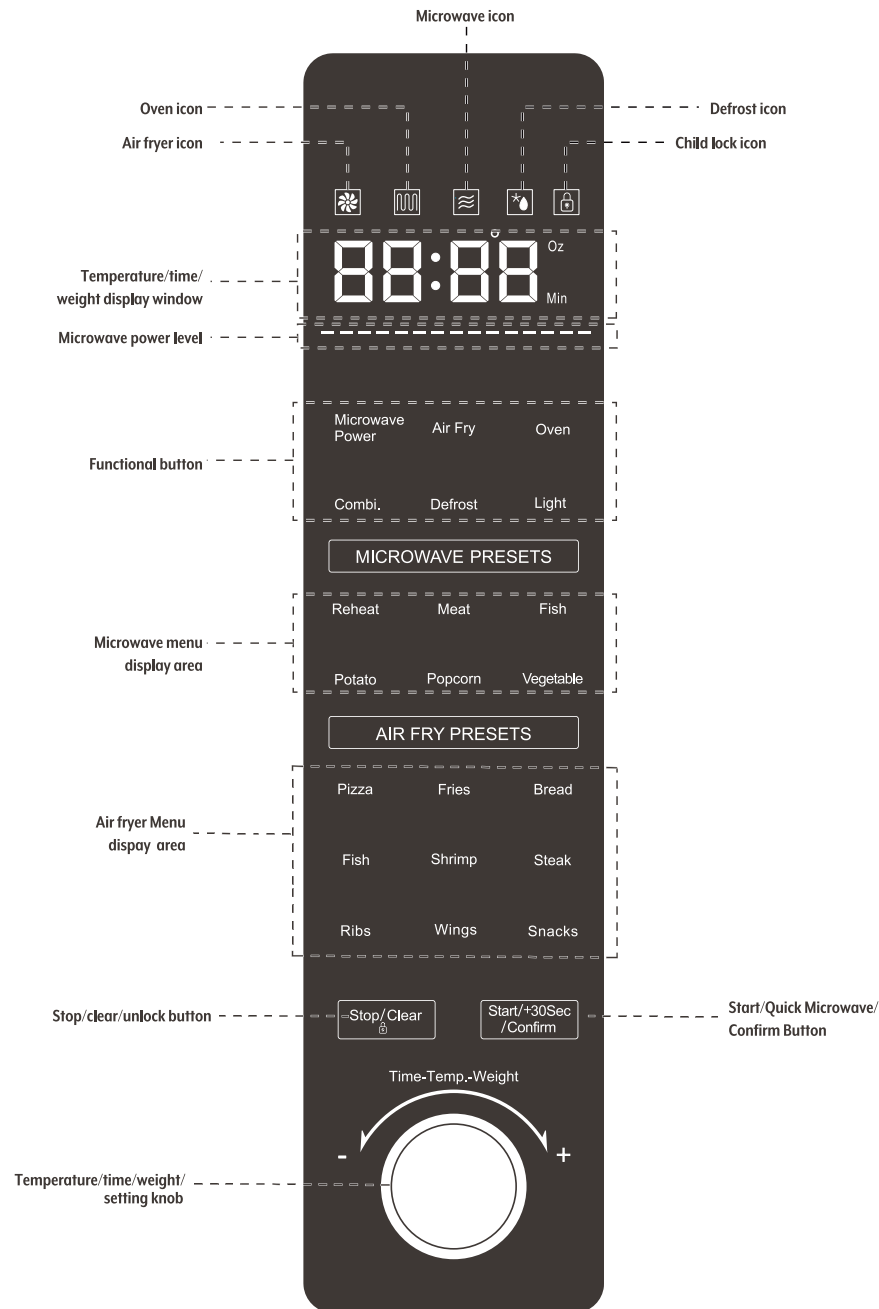 Microwave icon
Oven icon
Defrost icon
Air fryer icon
Child lock icon
88:88
Oz
Temperature/time/
weight display window
Min
Microwave power level
Microwave
Power
Air Fry
Oven
Functional button
Combi.
Defrost
Light
MICROWAVE PRESETS
Reheat
Meat
Fish
Microwave menu
display area
Potato
Popcorn
Vegetable
AIR FRY PRESETS
Pizza
Fries
Bread
Air fryer Menu
dispay area
Fish
Shrimp
Steak
Ribs
Wings
Snacks
Stop/clear/unlock button
Stop/Clear
Start/+30Sec
/Confirm
Start/Quick Microwave/
Confirm Button
Time-Temp.-Weight
- +
Temperature/time/weight/
setting knob